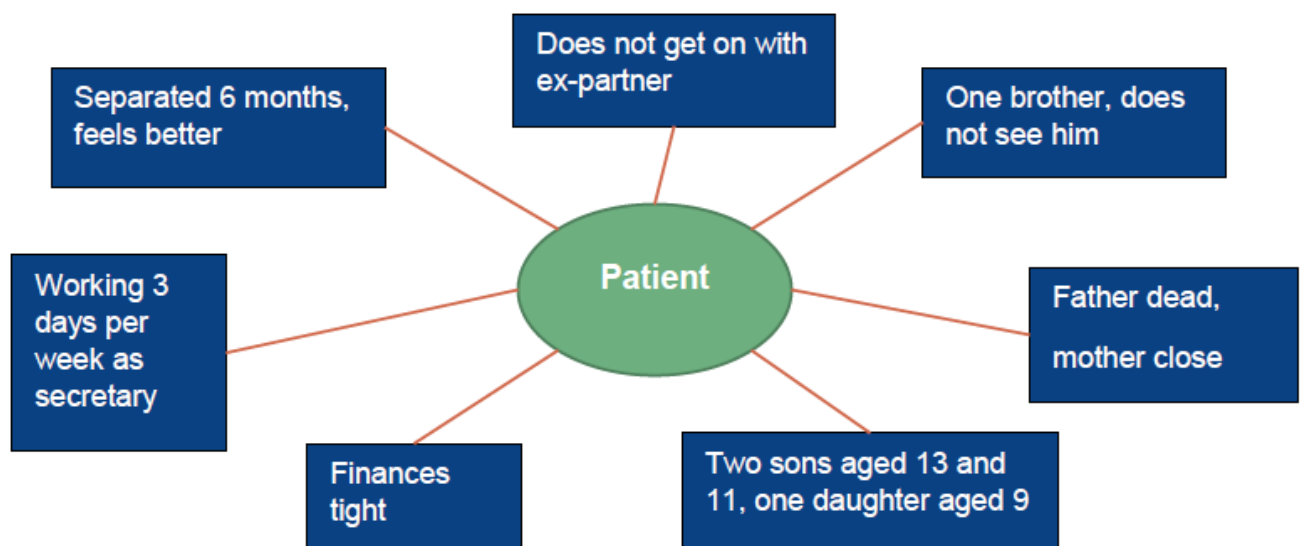 Does not get on with
ex-partner
Separated 6 months,
feels better
One brother, does
not see him
Patient
Working 3
days per
week as
secretary
Father dead,
mother close
Finances
tight
Two sons aged 13 and
11, one daughter aged 9